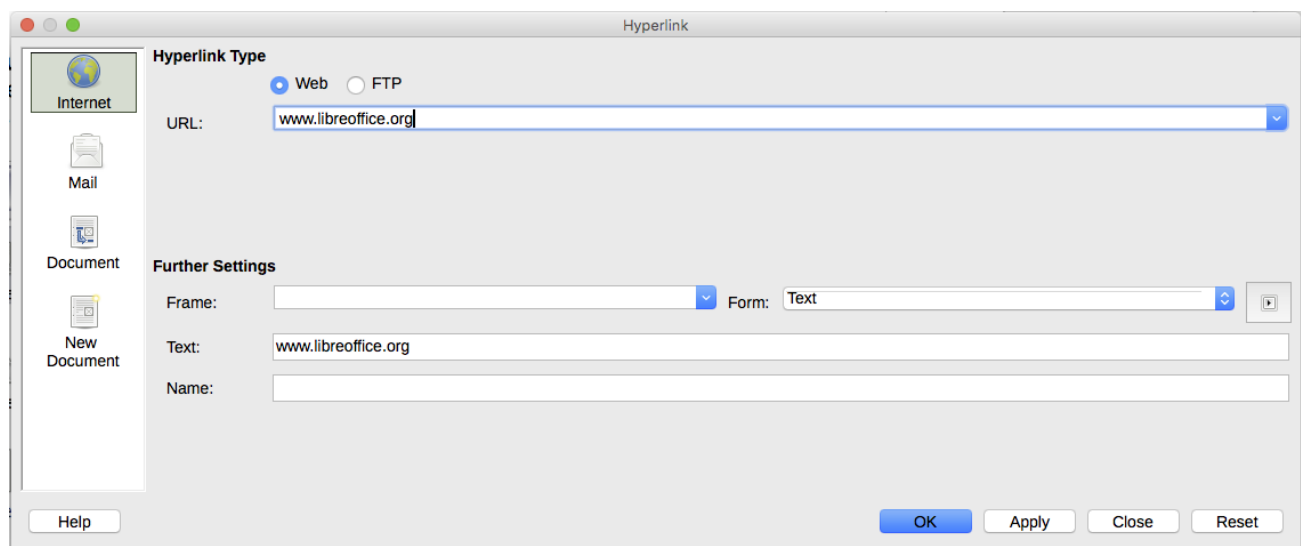 Hyperlink
Internet
Mail
Document
New
Document
Hyperlink Type
Web FTP
URL: www.libreoffice.org
Further Settings
Frame: Form: Text
Text: www.libreoffice.org
Name:
Help OK Apply Close Reset